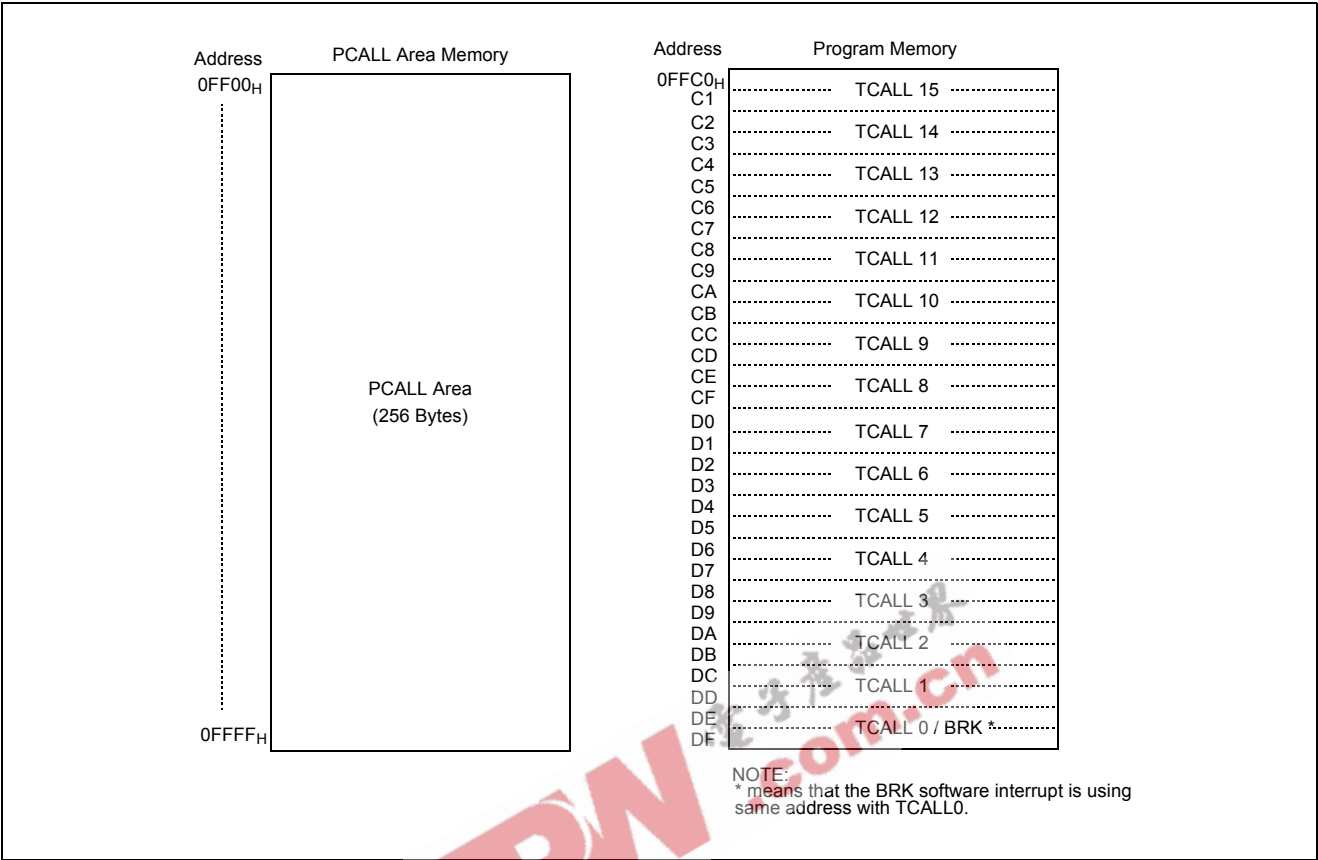 Address PCALL Area Memory
0FF00H
PCALL Area
(256 Bytes)
0FFFFH
Address Program Memory
0FFC0H
C1
TCALL 15
C2
C3
TCALL 14
C4
C5
TCALL 13
C6
C7
TCALL 12
C8
C9
TCALL 11
CA
CB
TCALL 10
CC
CD
TCALL 9
CE
CF
TCALL 8
D0
D1
TCALL 7
D2
D3
TCALL 6
D4
D5
TCALL 5
D6
D7
TCALL 4
D8
D9
TCALL 3
DA
DB
TCALL 2
DC
DD
TCALL 1
DE
DF
TCALL 0 / BRK *
NOTE:
* means that the BRK software interrupt is using
same address with TCALL0.
.com.cn